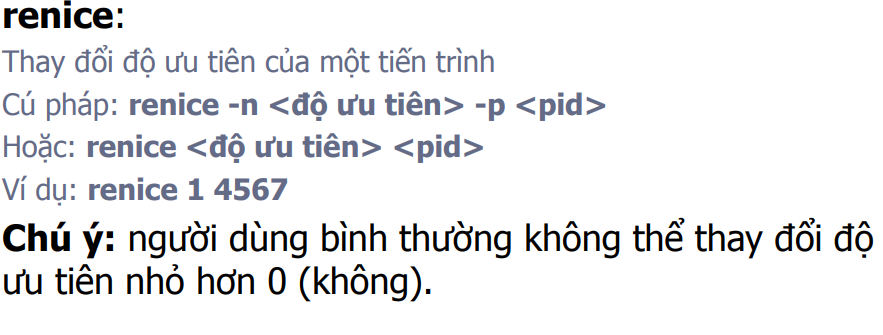 renice:
Thay đổi độ ưu tiên của một tiến trình
Cú pháp: renice -n <độ ưu tiên> -p <pid>
Hoặc: renice <độ ưu tiên> <pid>
Ví dụ: renice 1 4567
Chú ý: người dùng bình thường không thể thay đổi độ
ưu tiên nhỏ hơn 0 (không).